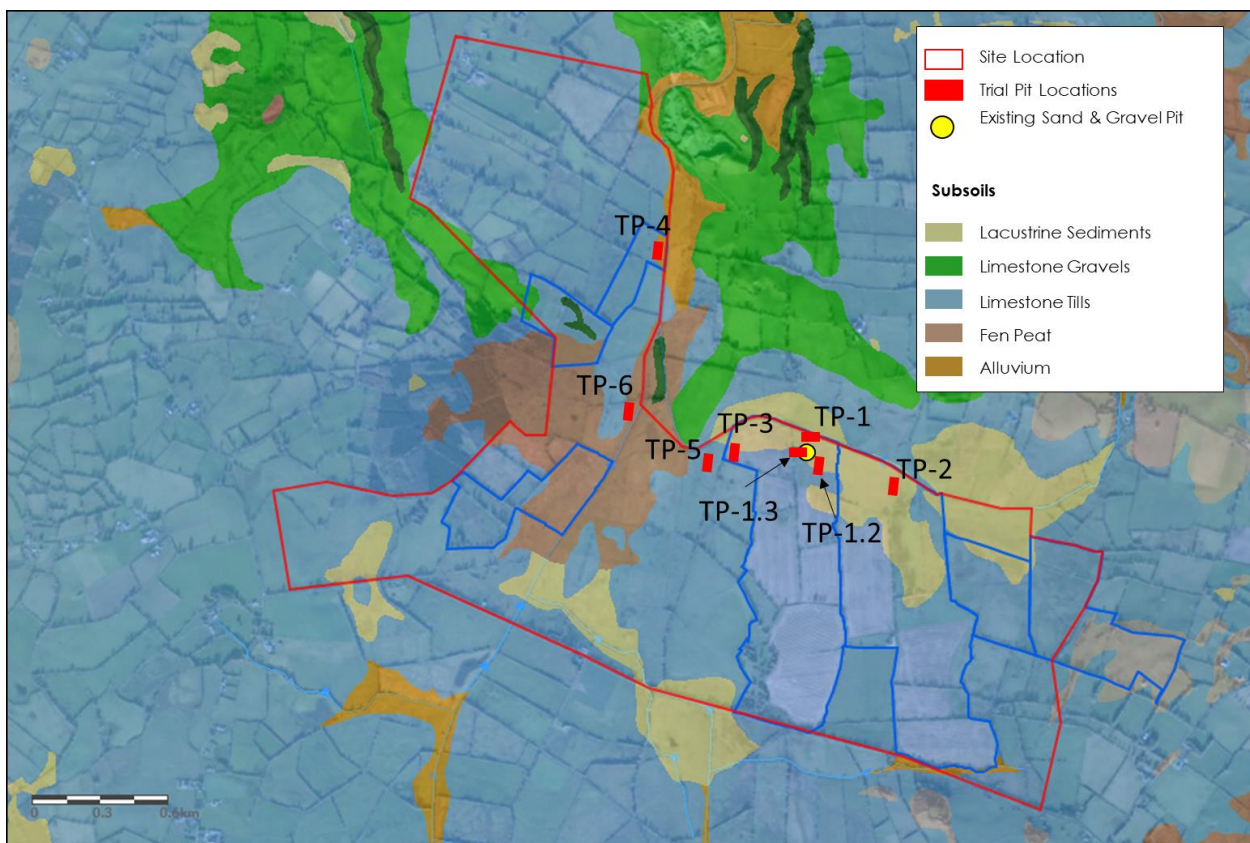 Site Location
Trial Pit Locations
Existing Sand & Gravel Pit
Subsoils
Lacustrine Sediments
Limestone Gravels
Limestone Tills
Fen Peat
Alluvium
TP-4
TP-6
TP-5
TP-3
TP-1
TP-2
TP-1.3
TP-1.2
0 0.3 0.6km